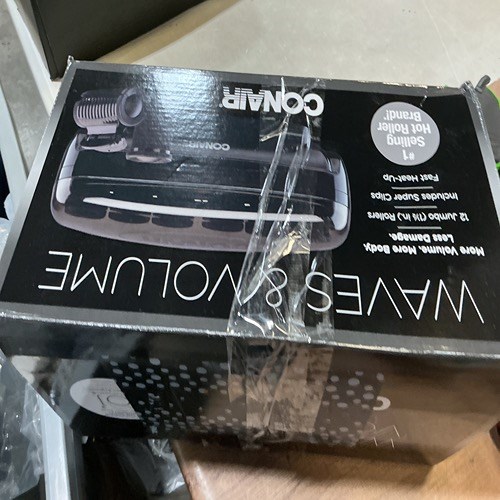 WAVES & VOLUME
More Volume. More Body.
Less Damage.
12 Jumbo (1½ in.) Rollers
Includes Super Clips
Fast Heat-Up
#1
Selling
Hot Roller
Brand!
CONAIR
CONAIR